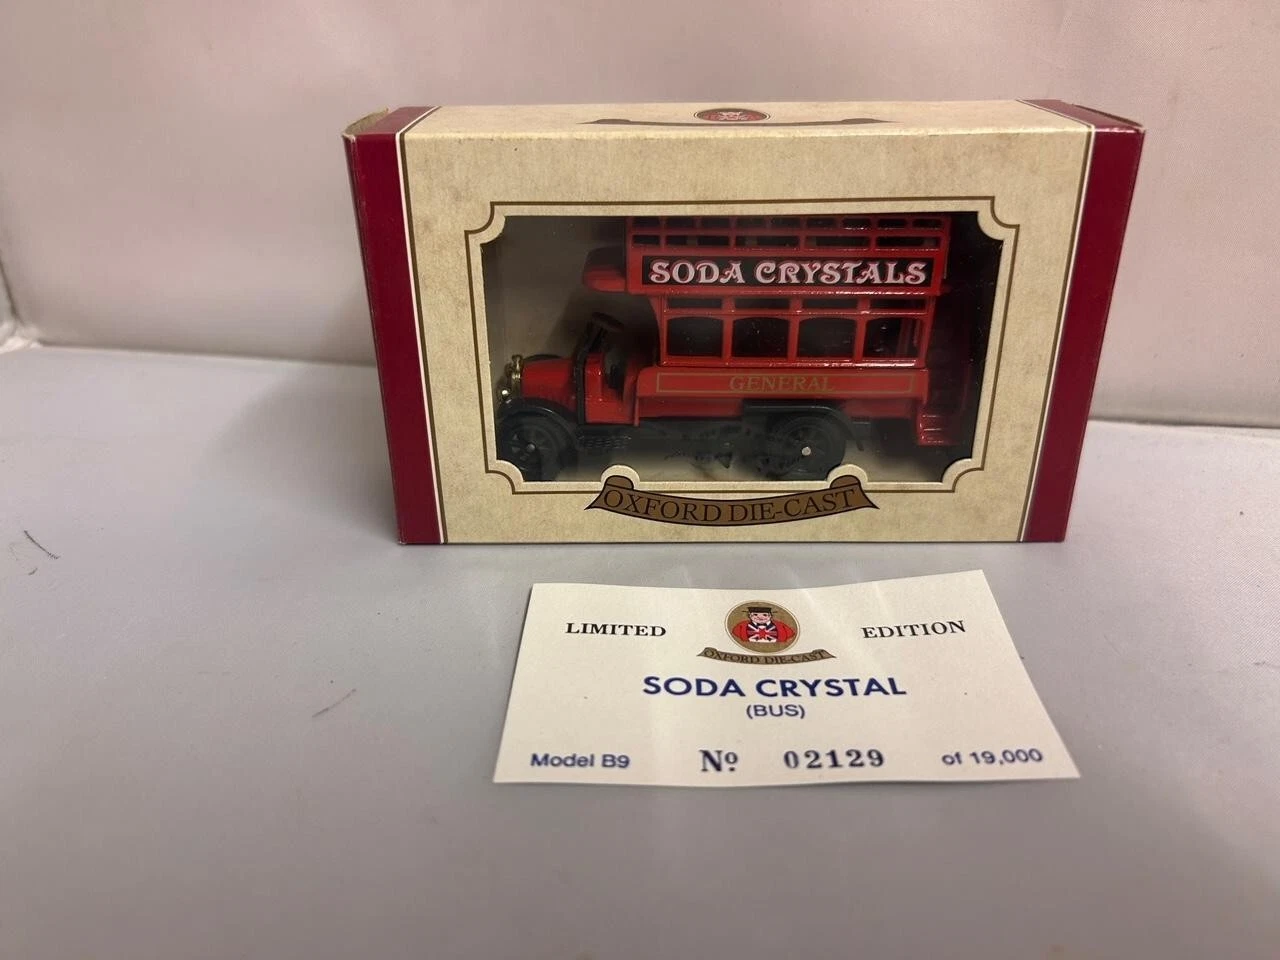 SODA CRYSTALS
GENERAL
OXFORD DIE-CAST
LIMITED EDITION
OXFORD DIE-CAST
SODA CRYSTAL
(BUS)
Model B9 Nº 02129 of 19,000